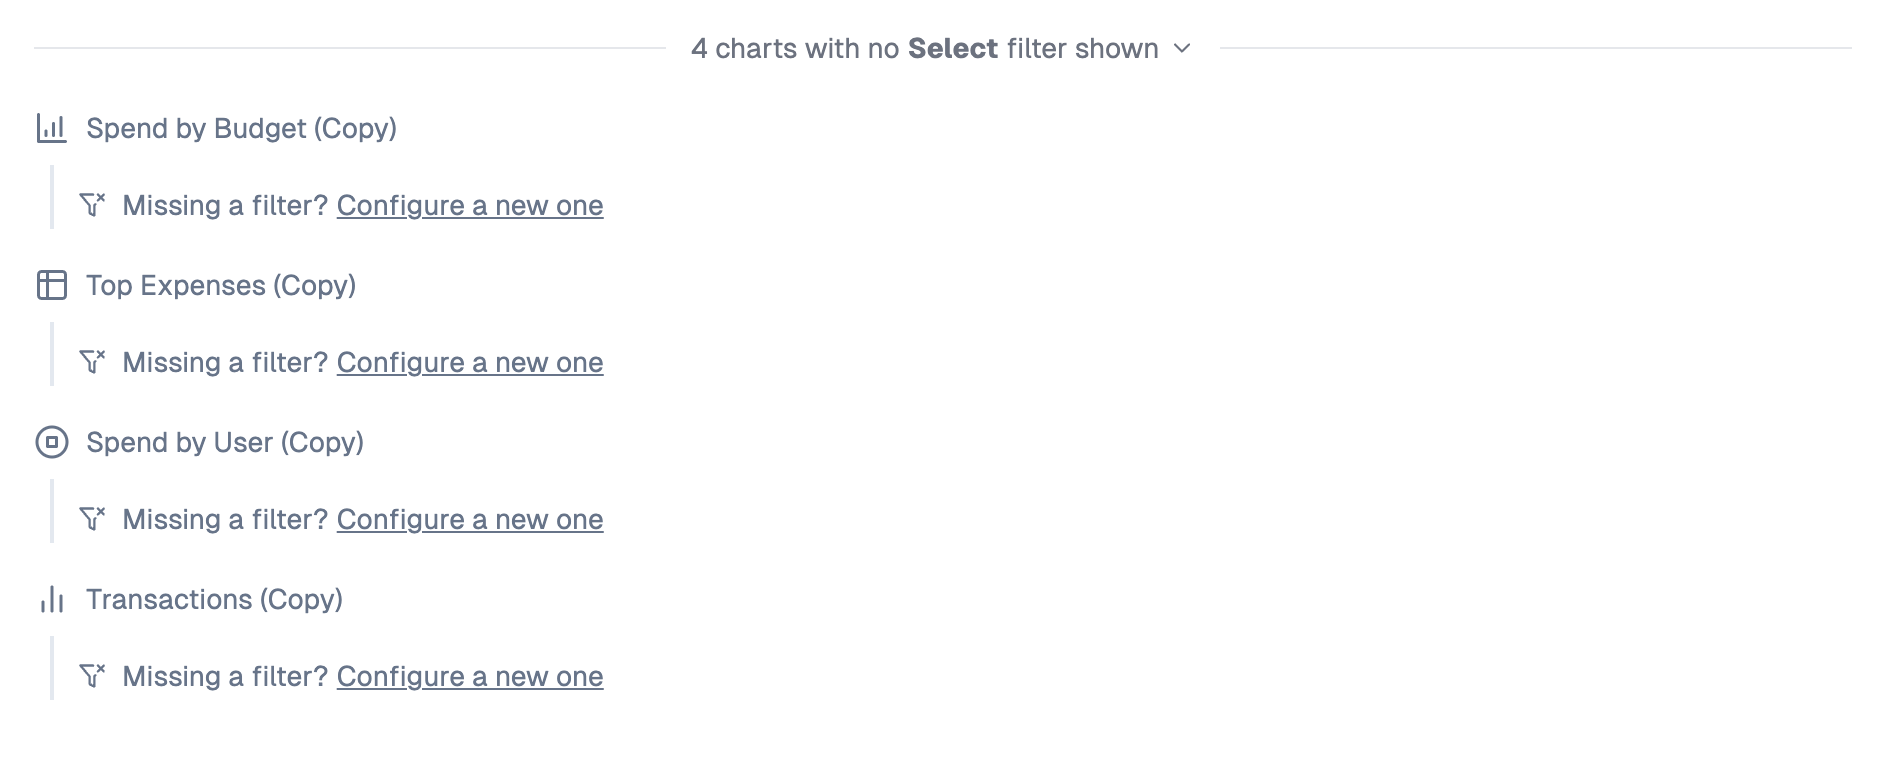 4 charts with no Select filter shown
Spend by Budget (Copy)
Missing a filter? Configure a new one
Top Expenses (Copy)
Missing a filter? Configure a new one
Spend by User (Copy)
Missing a filter? Configure a new one
Transactions (Copy)
Missing a filter? Configure a new one